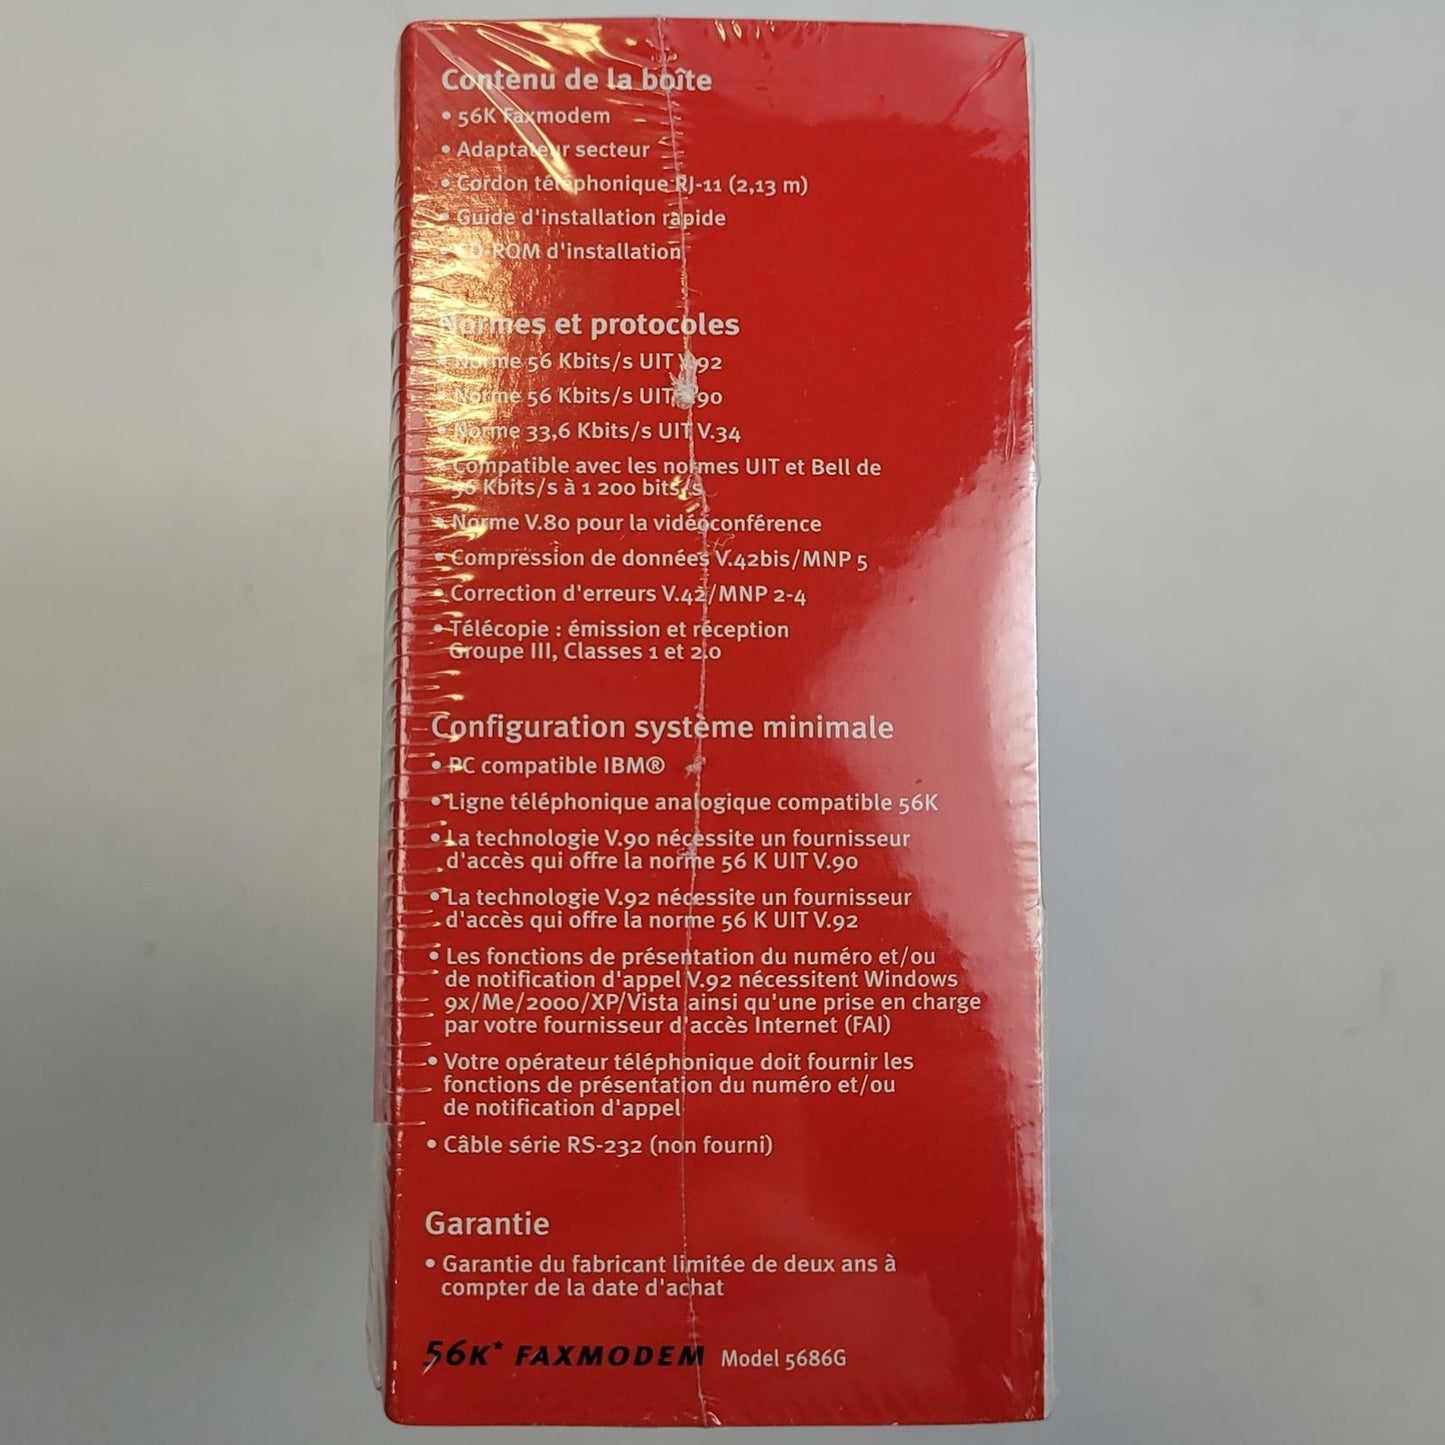 Contenu de la boîte
• 56K Faxmodem
• Adaptateur secteur
• Cordon téléphonique RJ-11 (2,13 m)
• Guide d'installation rapide
• CD-ROM d'installation
Normes et protocoles
• Norme 56 Kbits/s UIT V.92
• Norme 56 Kbits/s UIT V.90
• Norme 33,6 Kbits/s UIT V.34
• Compatible avec les normes UIT et Bell de
56 Kbits/s à 1 200 bits/s
• Norme V.80 pour la vidéoconférence
• Compression de données V.42bis/MNP 5
• Correction d'erreurs V.42/MNP 2-4
• Télécopie : émission et réception
Groupe III, Classes 1 et 2.0
Configuration système minimale
• PC compatible IBM®
• Ligne téléphonique analogique compatible 56K
• La technologie V.90 nécessite un fournisseur
d'accès qui offre la norme 56 K UIT V.90
• La technologie V.92 nécessite un fournisseur
d'accès qui offre la norme 56 K UIT V.92
• Les fonctions de présentation du numéro et/ou
de notification d'appel V.92 nécessitent Windows
9x/Me/2000/XP/Vista ainsi qu'une prise en charge
par votre fournisseur d'accès Internet (FAI)
• Votre opérateur téléphonique doit fournir les
fonctions de présentation du numéro et/ou
de notification d'appel
• Câble série RS-232 (non fourni)
Garantie
• Garantie du fabricant limitée de deux ans à
compter de la date d'achat
56K* FAXMODEM Model 5686G